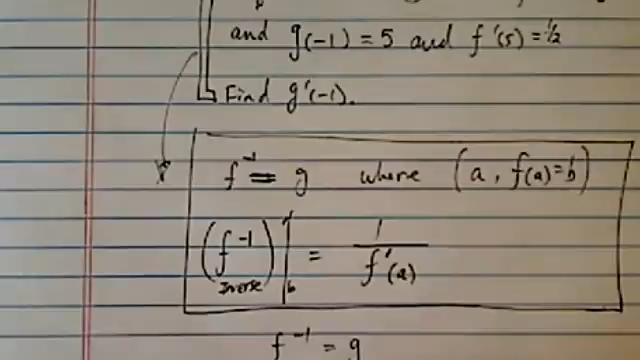 and g(-1) = 5 and f'(5) = 1/2
Find g'(-1).
f⁻¹ = g where (a, f(a)=b)
(f⁻¹)'|b = 1/f'(a)
Inverse
f⁻¹ = g